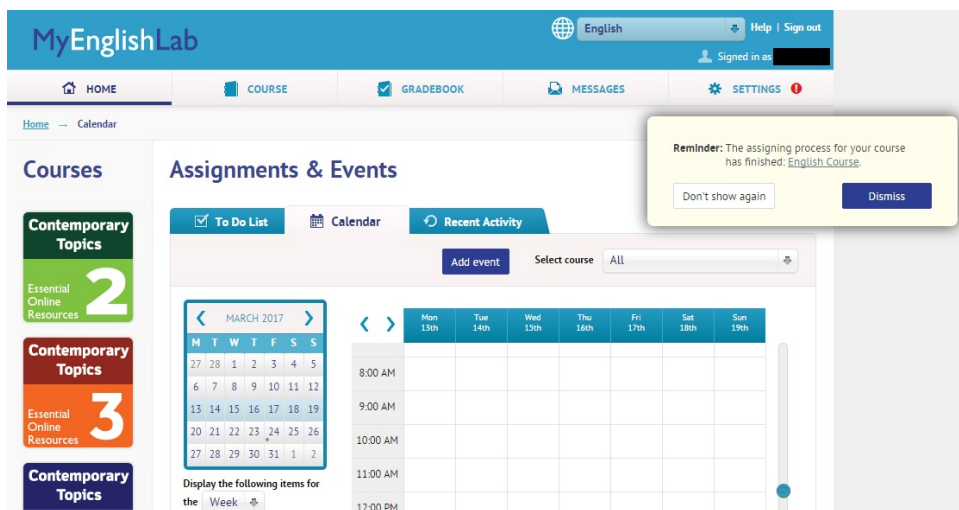 MyEnglishLab
English
Help | Sign out
Signed in as
HOME
COURSE
GRADEBOOK
MESSAGES
SETTINGS !
Home → Calendar
Reminder: The assigning process for your course
has finished: English Course.
Don't show again
Dismiss
Courses
Contemporary
Topics
Essential
Online
Resources
2
Contemporary
Topics
Essential
Online
Resources
3
Contemporary
Topics
Assignments & Events
To Do List
Calendar
Recent Activity
Add event
Select course All
MARCH 2017
M T W T F S S
27 28 1 2 3 4 5
6 7 8 9 10 11 12
13 14 15 16 17 18 19
20 21 22 23 24 25 26
27 28 29 30 31 1 2
Display the following items for
the Week
Mon Tue Wed Thu Fri Sat Sun
13th 14th 15th 16th 17th 18th 19th
8:00 AM
9:00 AM
10:00 AM
11:00 AM
12:00 PM